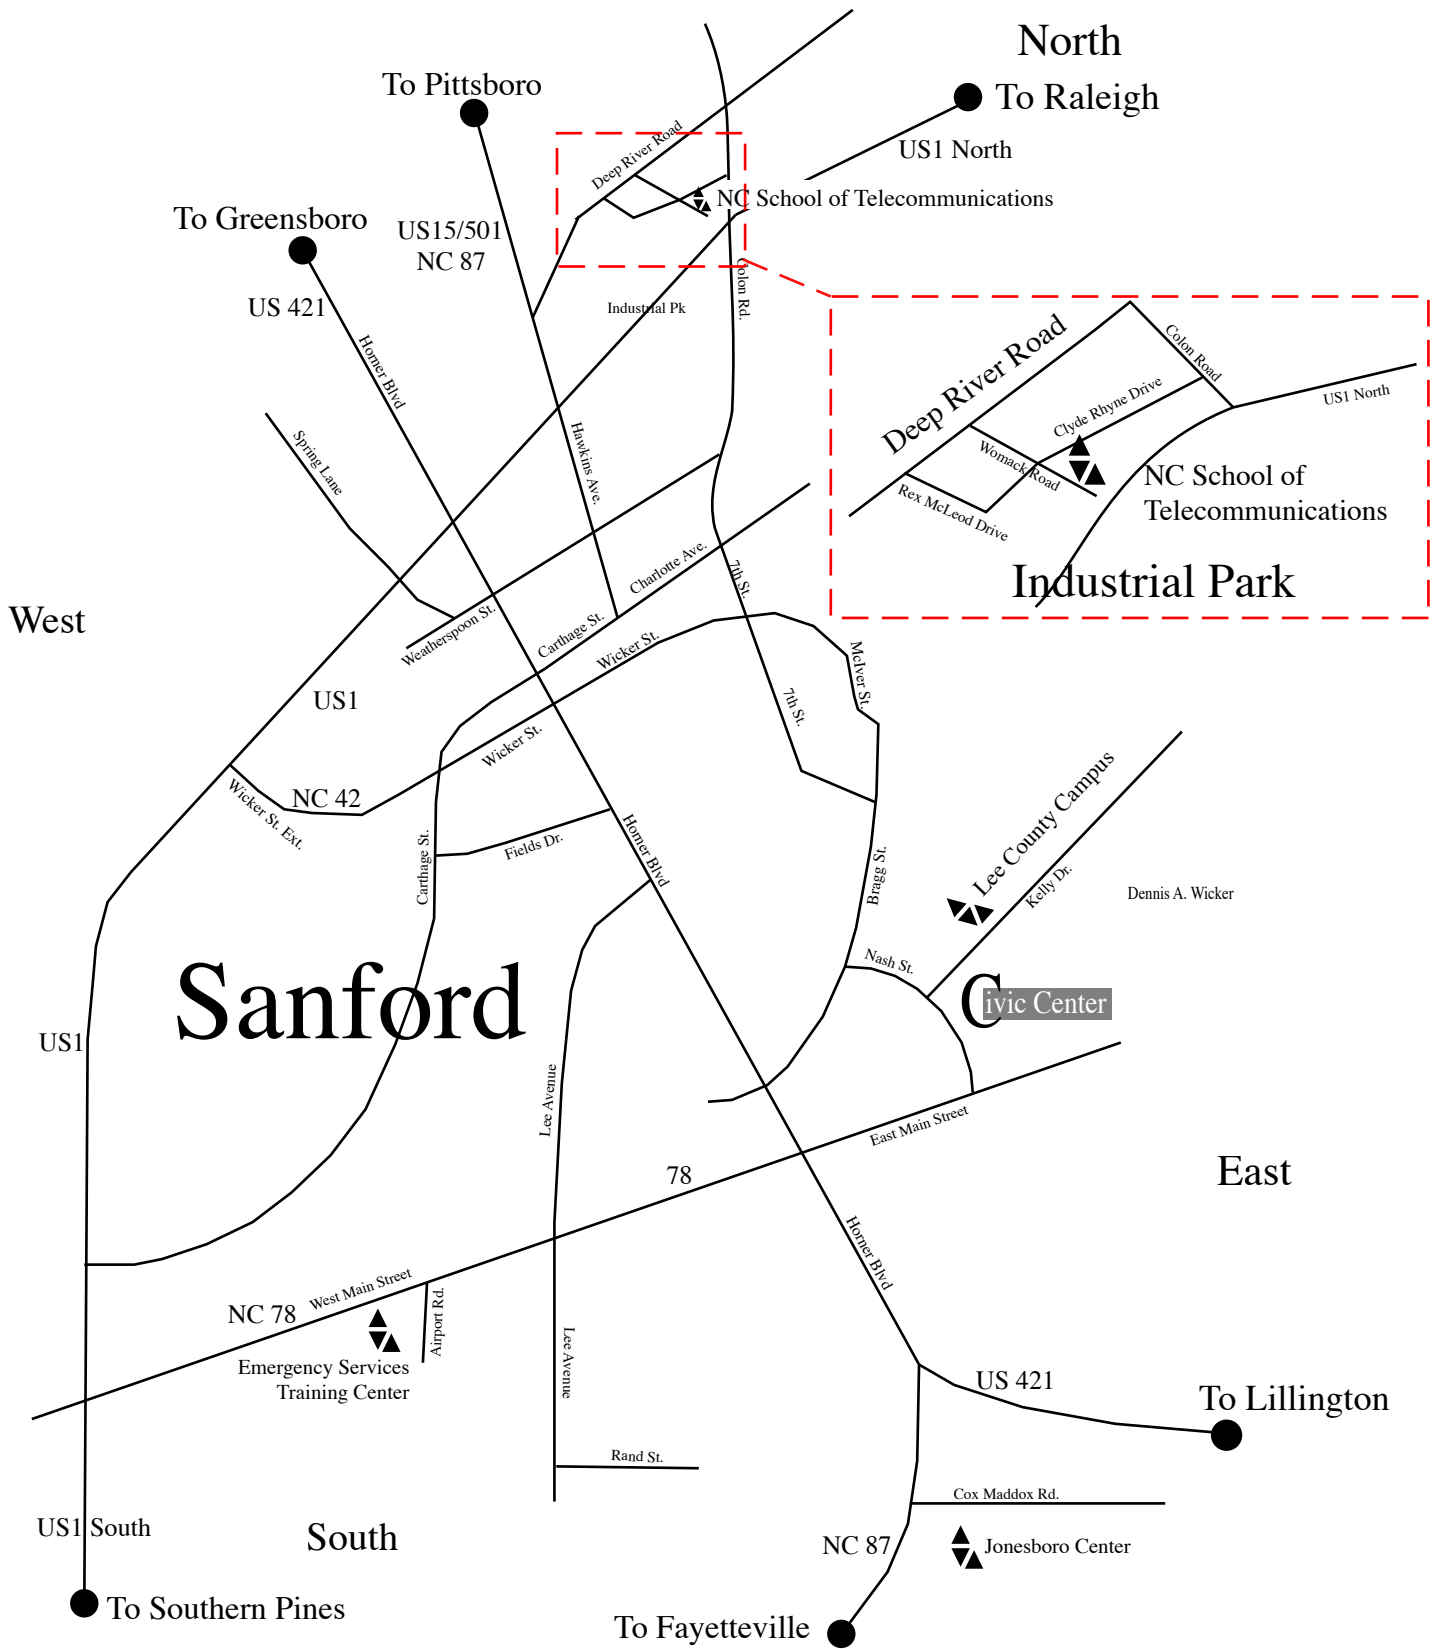 North
To Pittsboro
To Raleigh
US1 North
Deep River Road
NC School of Telecommunications
To Greensboro
US15/501
NC 87
US 421
Industrial Pk
Colon Rd.
Horner Blvd
Spring Lane
Hawkins Ave.
Deep River Road
Colon Road
Clyde Rhyne Drive
US1 North
Womack Road
Rex McLeod Drive
NC School of
Telecommunications
Industrial Park
Charlotte Ave.
7th St.
West
Weatherspoon St.
Carthage St.
Wicker St.
McIver St.
US1
7th St.
Wicker St.
Wicker St. Ext.
NC 42
Carthage St.
Fields Dr.
Horner Blvd
Bragg St.
Lee County Campus
Kelly Dr.
Dennis A. Wicker
Nash St.
Civic Center
Sanford
US1
Lee Avenue
East Main Street
78
East
Horner Blvd
West Main Street
NC 78
Airport Rd.
Emergency Services
Training Center
Lee Avenue
US 421
To Lillington
Rand St.
Cox Maddox Rd.
US1 South
South
NC 87
Jonesboro Center
To Southern Pines
To Fayetteville